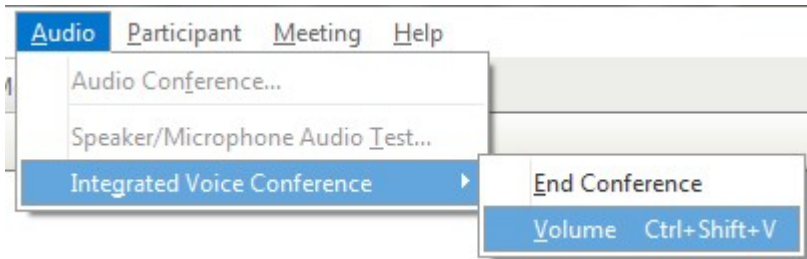 Audio Participant Meeting Help
Audio Conference...
Speaker/Microphone Audio Test...
Integrated Voice Conference
End Conference
Volume Ctrl+Shift+V